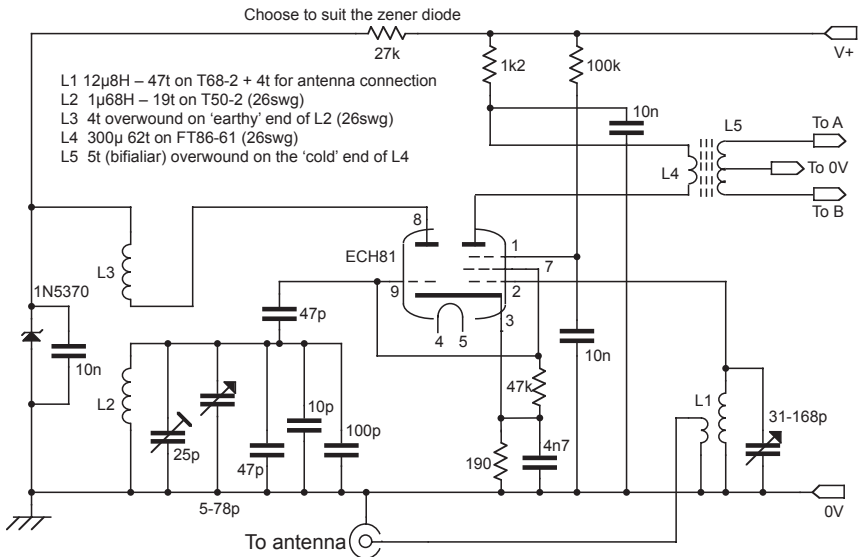 Choose to suit the zener diode
27k
V+
1k2
100k
L1 12µ8H – 47t on T68-2 + 4t for antenna connection
L2 1µ68H – 19t on T50-2 (26swg)
L3 4t overwound on ‘earthy’ end of L2 (26swg)
L4 300µ 62t on FT86-61 (26swg)
L5 5t (bifialiar) overwound on the ‘cold’ end of L4
10n
L5
To A
L4
To 0V
To B
8
ECH81
1
7
2
9
3
4 5
L3
1N5370
47p
10n
10n
L2
47k
L1
31-168p
25p
10p
100p
47p
190
4n7
5-78p
0V
To antenna